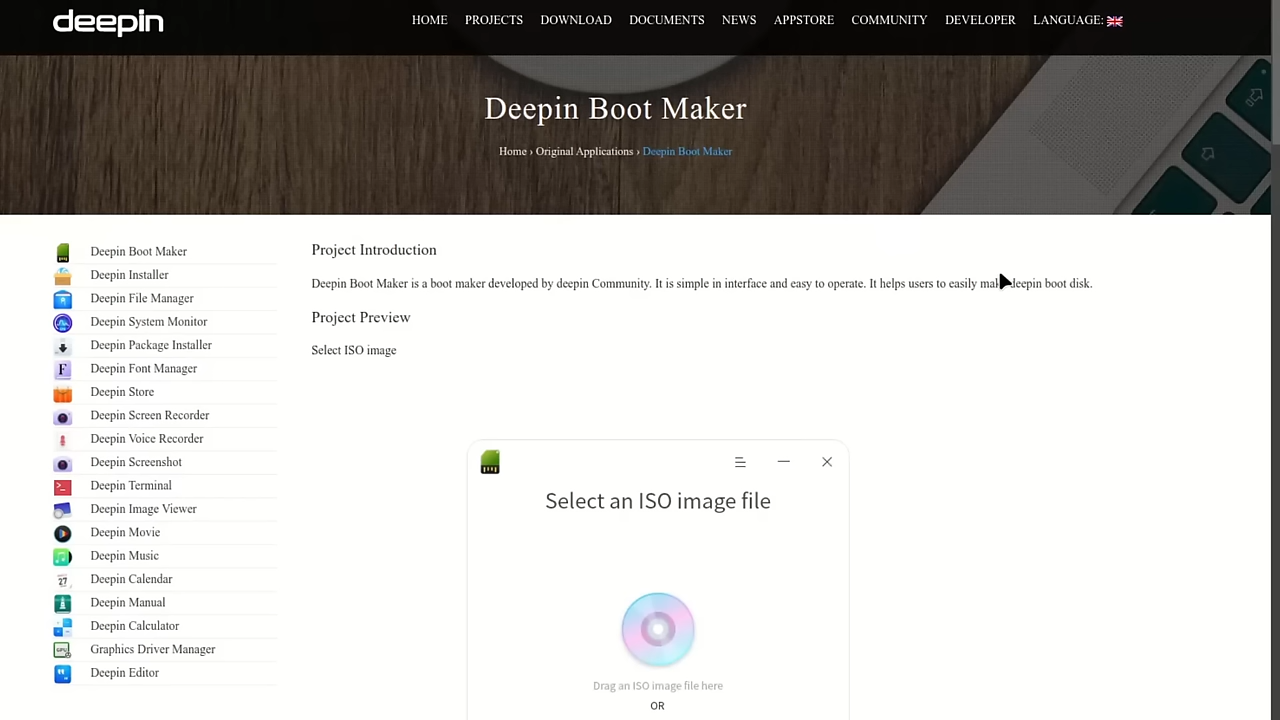 deepin
HOME PROJECTS DOWNLOAD DOCUMENTS NEWS APPSTORE COMMUNITY DEVELOPER LANGUAGE:
Deepin Boot Maker
Home › Original Applications › Deepin Boot Maker
Deepin Boot Maker
Deepin Installer
Deepin File Manager
Deepin System Monitor
Deepin Package Installer
Deepin Font Manager
Deepin Store
Deepin Screen Recorder
Deepin Voice Recorder
Deepin Screenshot
Deepin Terminal
Deepin Image Viewer
Deepin Movie
Deepin Music
27
Deepin Calendar
Deepin Manual
Deepin Calculator
Graphics Driver Manager
Deepin Editor
Project Introduction
Deepin Boot Maker is a boot maker developed by deepin Community. It is simple in interface and easy to operate. It helps users to easily make deepin boot disk.
Project Preview
Select ISO image
Select an ISO image file
Drag an ISO image file here
OR